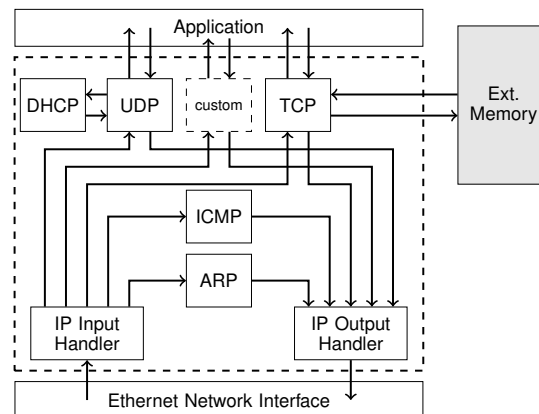 Application
DHCP
UDP
custom
TCP
Ext.
Memory
ICMP
ARP
IP Input
Handler
IP Output
Handler
Ethernet Network Interface